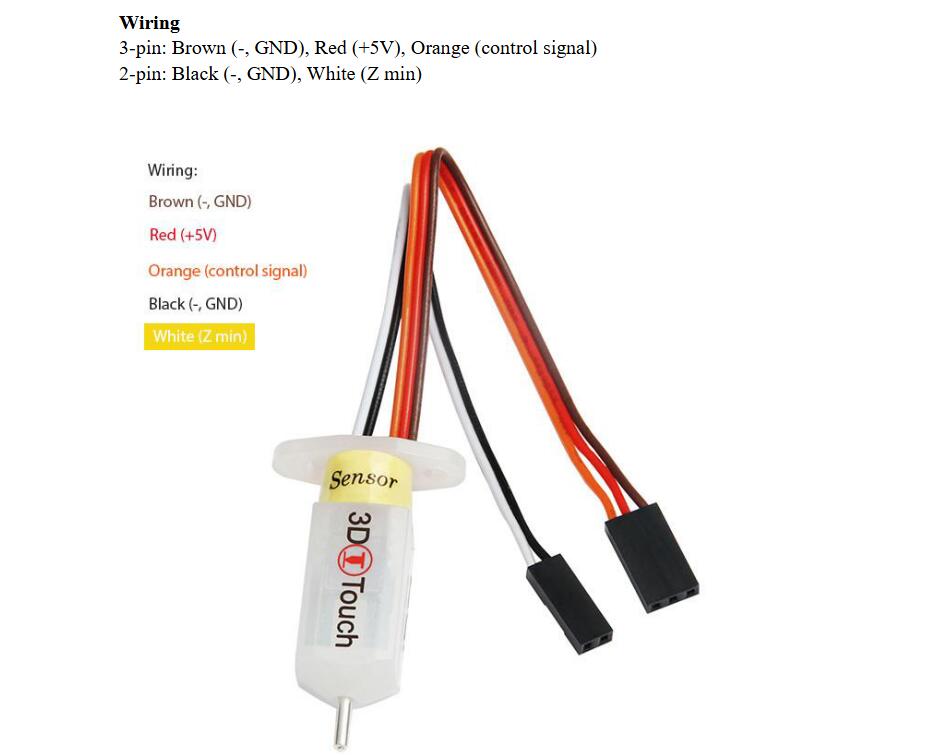 Wiring
3-pin: Brown (-, GND), Red (+5V), Orange (control signal)
2-pin: Black (-, GND), White (Z min)
Wiring:
Brown (-, GND)
Red (+5V)
Orange (control signal)
Black (-, GND)
White (Z min)
Sensor
3D T Touch